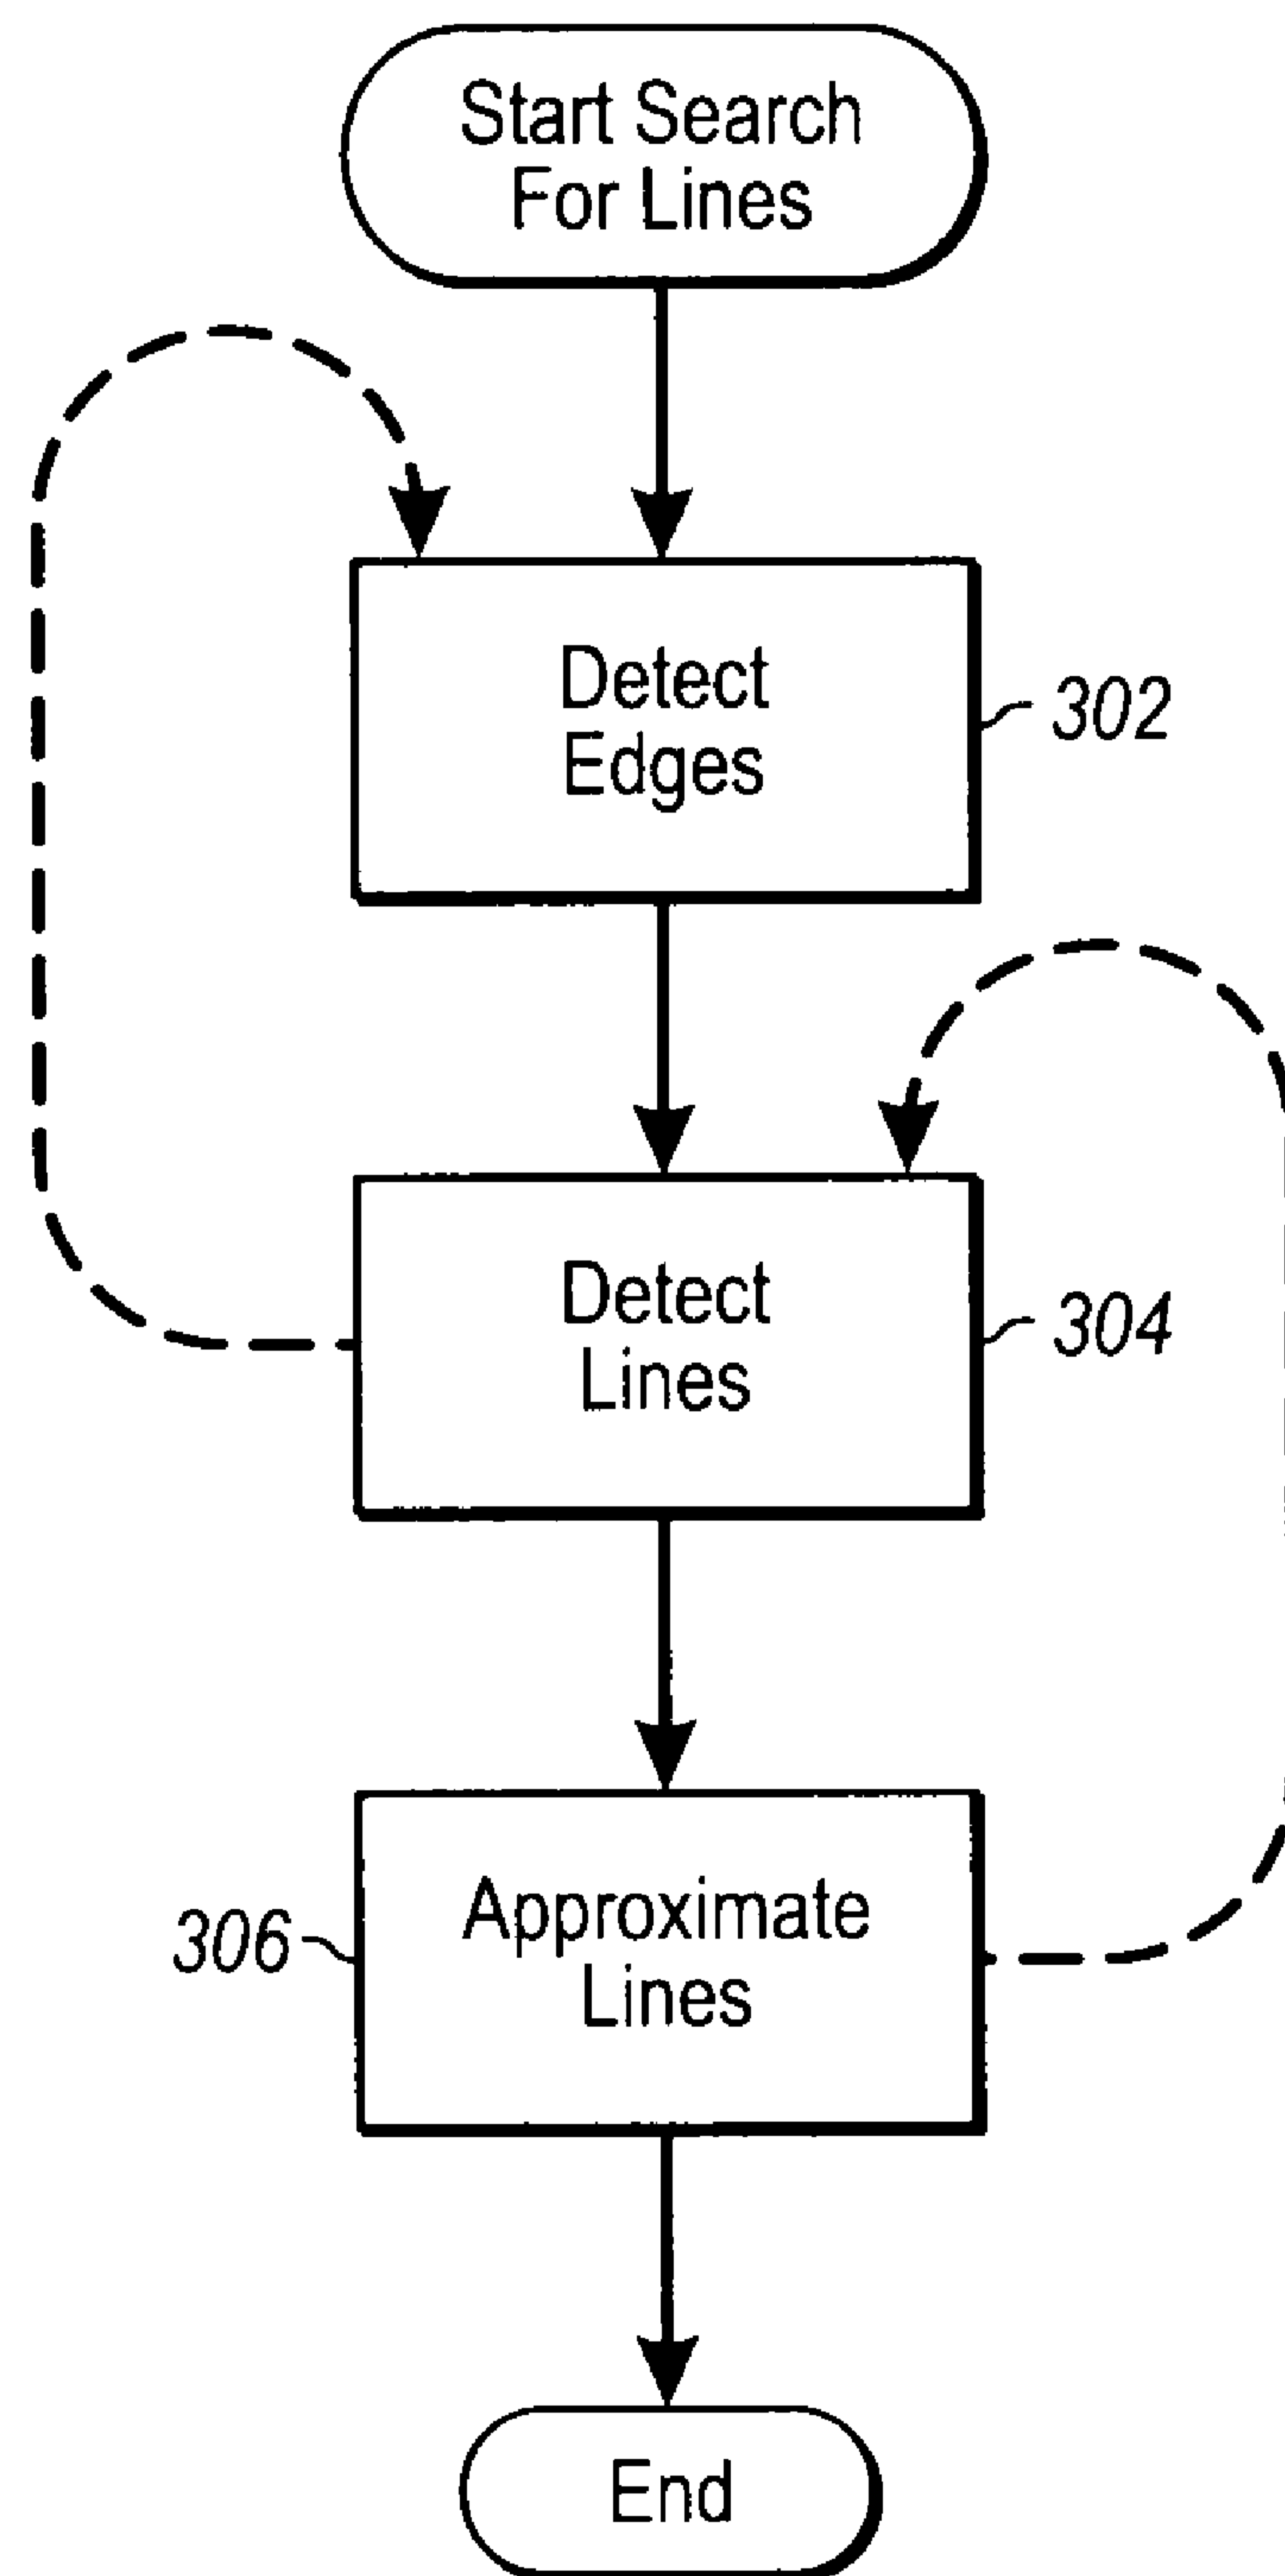 Start Search
For Lines
Detect
Edges
302
Detect
Lines
304
Approximate
Lines
306
End